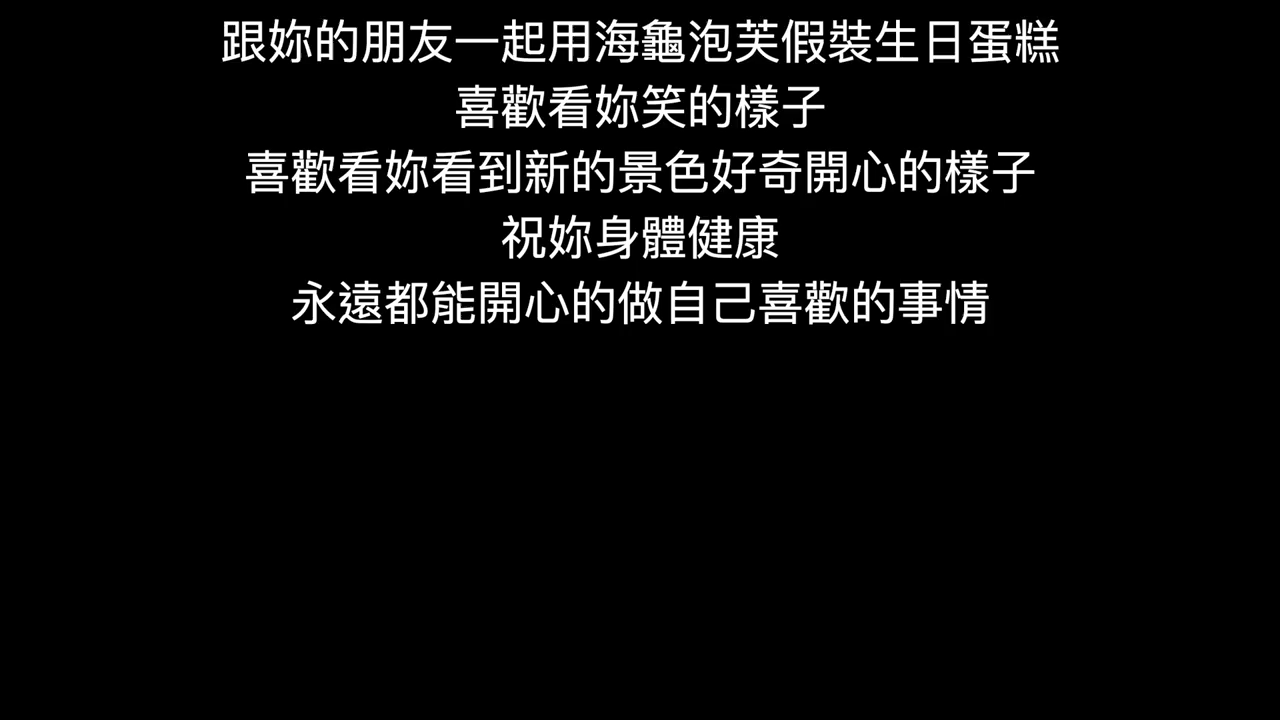 跟妳的朋友一起用海龜泡芙假裝生日蛋糕
喜歡看妳笑的樣子
喜歡看妳看到新的景色好奇開心的樣子
祝妳身體健康
永遠都能開心的做自己喜歡的事情